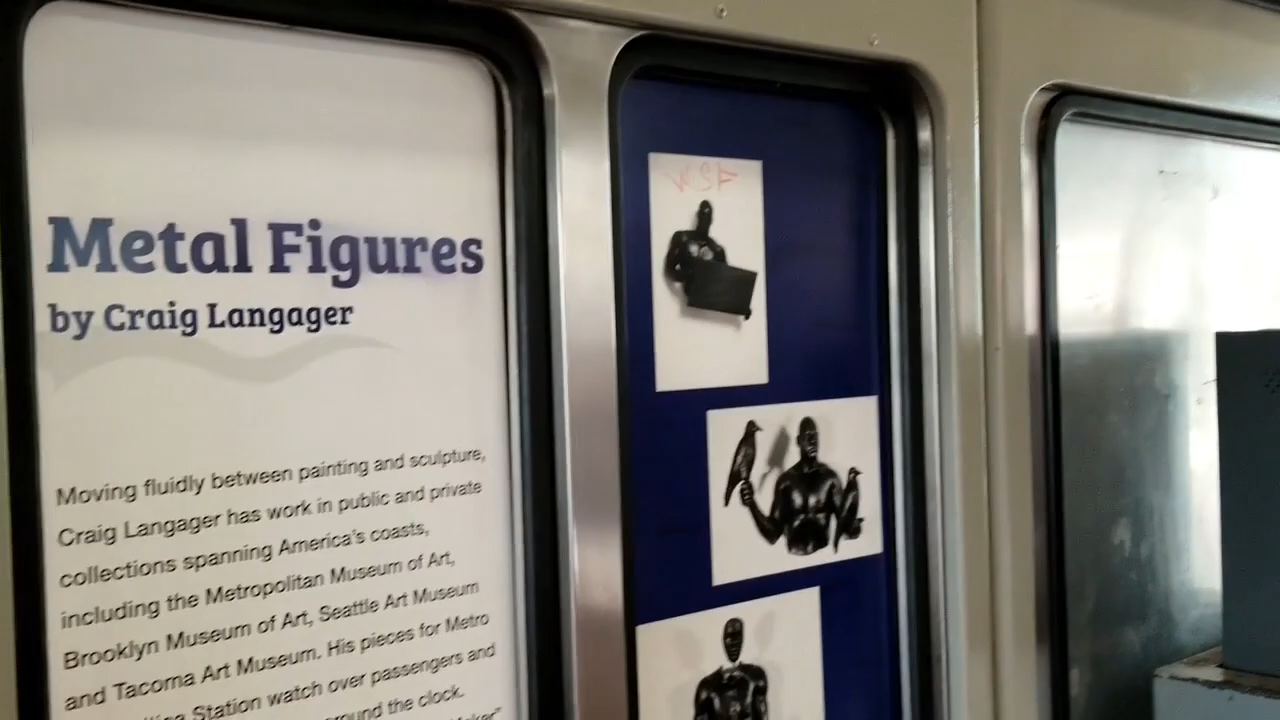 Metal Figures
by Craig Langager
Moving fluidly between painting and sculpture,
Craig Langager has work in public and private
collections spanning America's coasts,
including the Metropolitan Museum of Art,
Brooklyn Museum of Art, Seattle Art Museum
and Tacoma Art Museum. His pieces for Metro
Station watch over passengers and
around the clock.
WSF